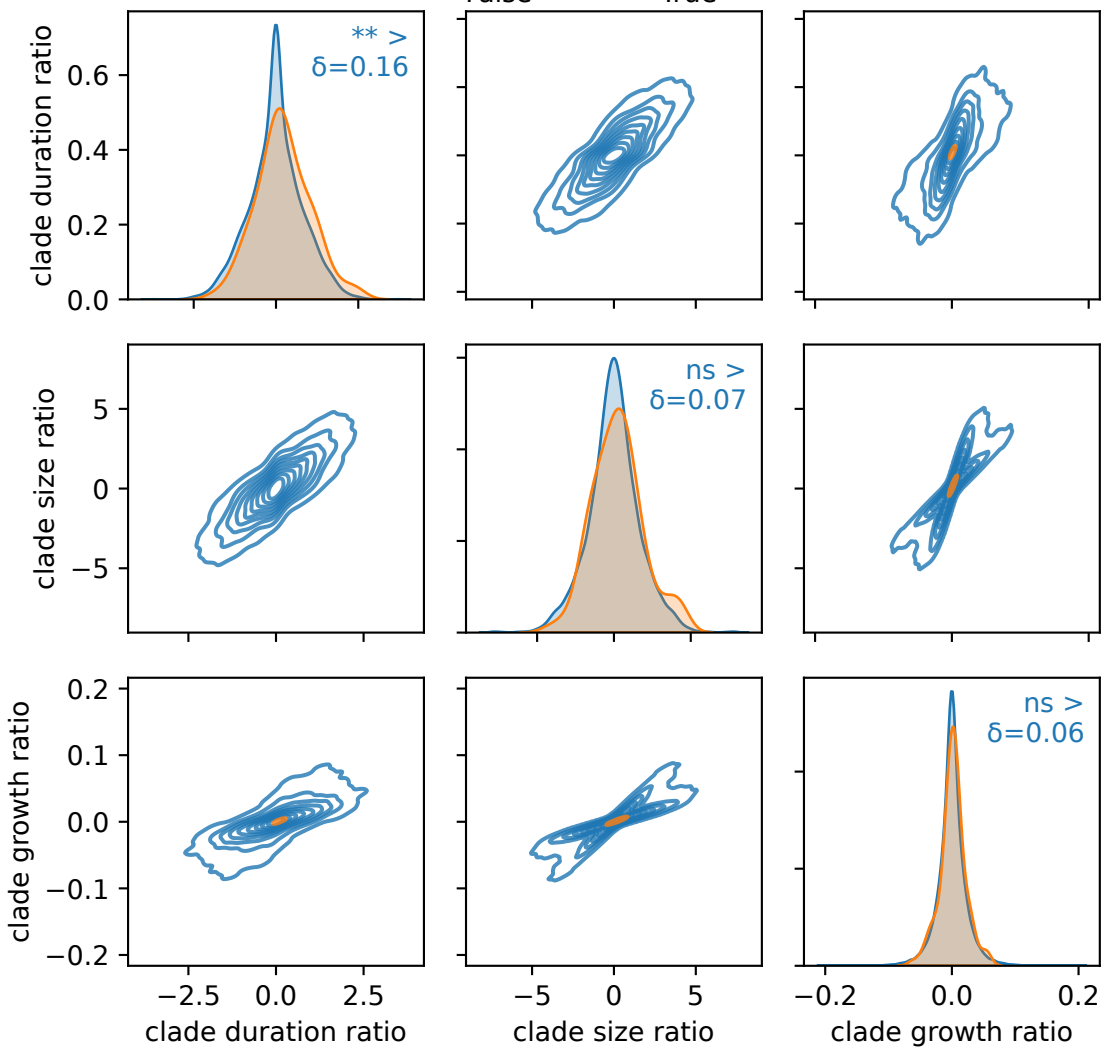 True
clade duration ratio
0.6
0.4
0.2
0.0
** >
δ=0.16
clade size ratio
5
0
−5
ns >
δ=0.07
clade growth ratio
0.2
0.1
0.0
−0.1
−0.2
ns >
δ=0.06
−2.5 0.0 2.5
−5 0 5
−0.2 0.0 0.2
clade duration ratio
clade size ratio
clade growth ratio